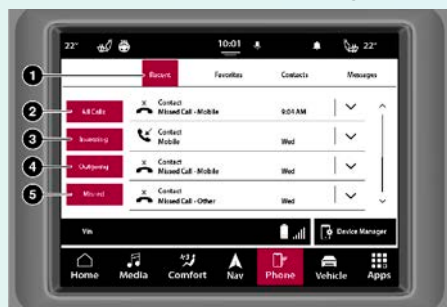 22° 10:01 22°
1 Recent Favorites Contacts Messages
2 All Calls Contact
Missed Call - Mobile 9:04 AM
3 Incoming Contact
Mobile Wed
4 Outgoing Contact
Missed Call - Mobile Wed
5 Missed Contact
Missed Call - Other Wed
Device Manager
Home Media Comfort Nav Phone Vehicle Apps